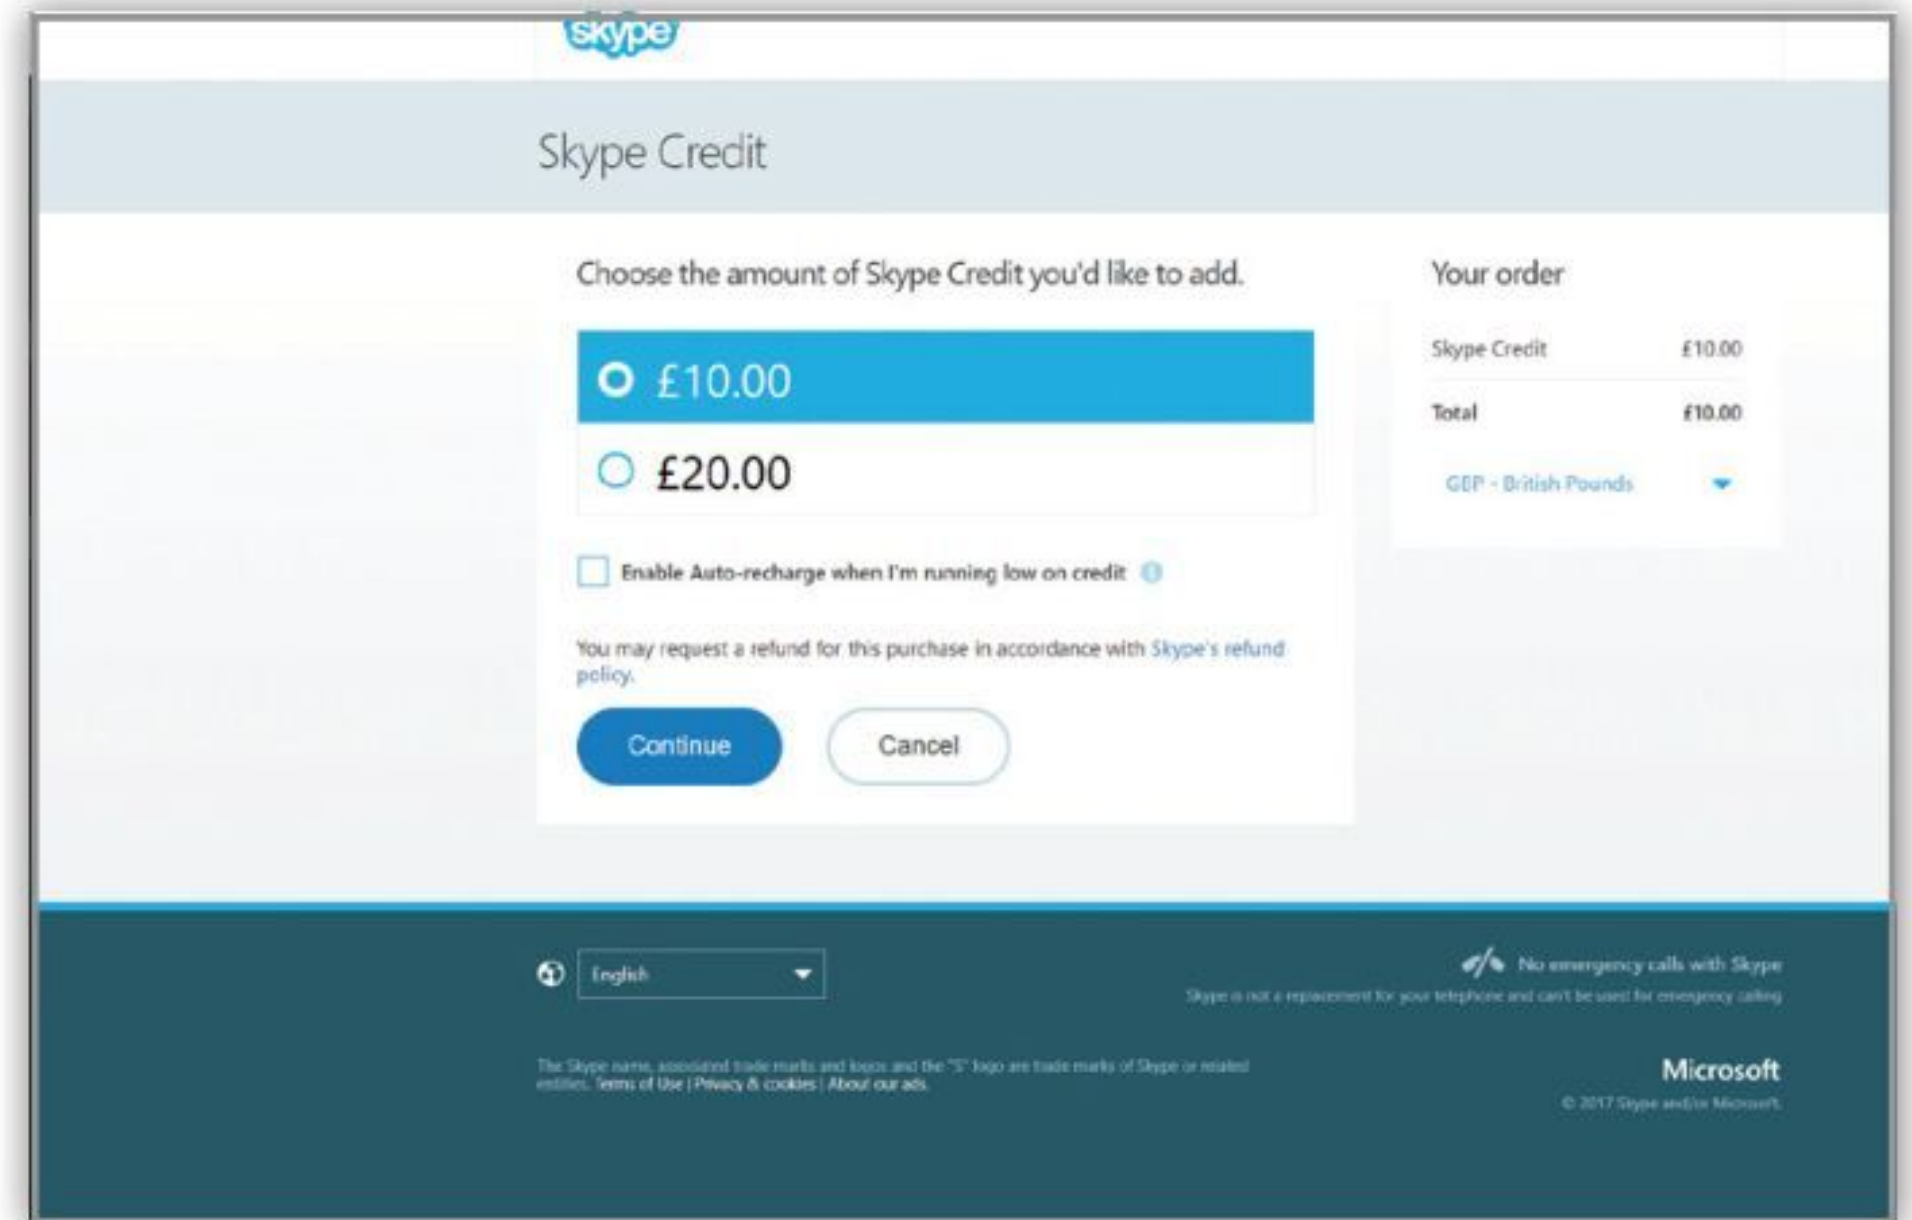 skype
Skype Credit
Choose the amount of Skype Credit you'd like to add.
£10.00
£20.00
Enable Auto-recharge when I'm running low on credit
You may request a refund for this purchase in accordance with Skype's refund
policy.
Continue
Cancel
Your order
Skype Credit £10.00
Total £10.00
GBP - British Pounds
English
No emergency calls with Skype
Skype is not a replacement for your telephone and can't be used for emergency calling
The Skype name, associated trade marks and logos and the "S" logo are trade marks of Skype or related
entities. Terms of Use | Privacy & cookies | About our ads.
Microsoft
© 2017 Skype and/or Microsoft.